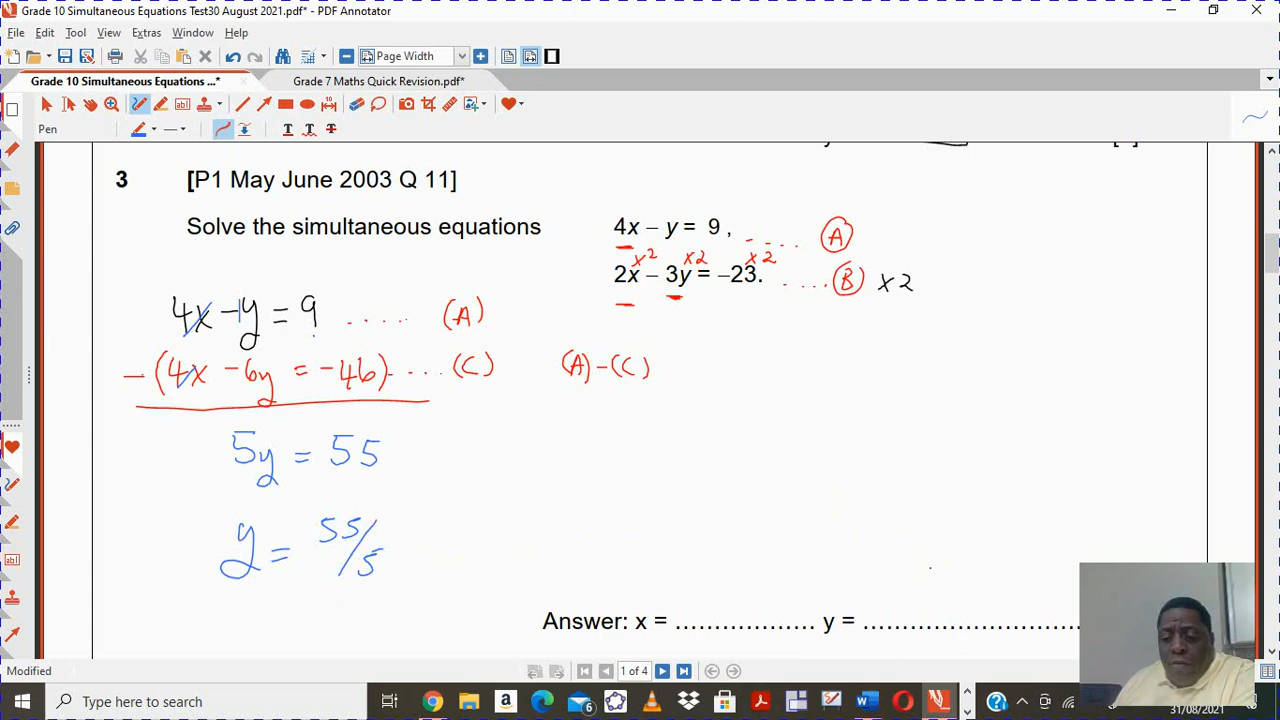 Grade 10 Simultaneous Equations Test30 August 2021.pdf* - PDF Annotator
File Edit Tool View Extras Window Help
Page Width
Grade 10 Simultaneous Equations ...* Grade 7 Maths Quick Revision.pdf*
Pen
3 [P1 May June 2003 Q 11]
Solve the simultaneous equations 4x – y = 9 , - - - . . (A)
x2 x2 x2
2x – 3y = –23. . . . . (B) x 2
4x - 1y = 9 . . . . . (A)
- (4x - 6y = -46) . . . . (C) (A) - (C)
5y = 55
y = 55/5
Answer: x = .................. y = ............................
Modified 1 of 4
Type here to search 31/08/2021